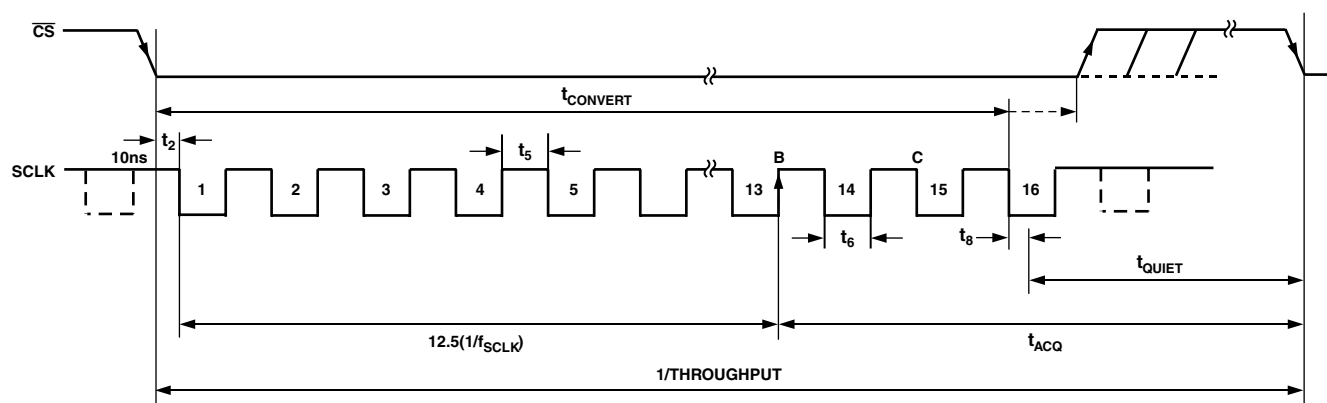 CS
tCONVERT
t2
10ns
t5
B
C
SCLK
1
2
3
4
5
13
14
15
16
t6
t8
tQUIET
12.5(1/fSCLK)
tACQ
1/THROUGHPUT